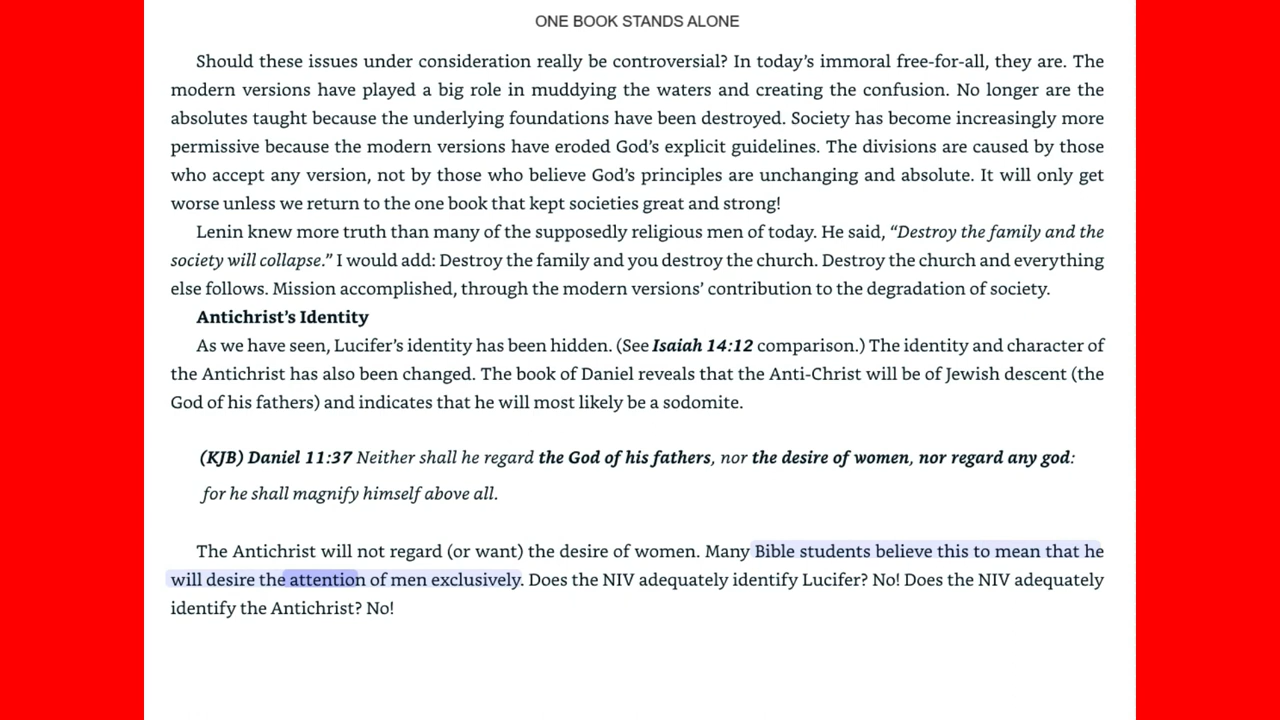 ONE BOOK STANDS ALONE
Should these issues under consideration really be controversial? In today’s immoral free-for-all, they are. The
modern versions have played a big role in muddying the waters and creating the confusion. No longer are the
absolutes taught because the underlying foundations have been destroyed. Society has become increasingly more
permissive because the modern versions have eroded God’s explicit guidelines. The divisions are caused by those
who accept any version, not by those who believe God’s principles are unchanging and absolute. It will only get
worse unless we return to the one book that kept societies great and strong!
Lenin knew more truth than many of the supposedly religious men of today. He said, “Destroy the family and the
society will collapse.” I would add: Destroy the family and you destroy the church. Destroy the church and everything
else follows. Mission accomplished, through the modern versions’ contribution to the degradation of society.
Antichrist’s Identity
As we have seen, Lucifer’s identity has been hidden. (See Isaiah 14:12 comparison.) The identity and character of
the Antichrist has also been changed. The book of Daniel reveals that the Anti-Christ will be of Jewish descent (the
God of his fathers) and indicates that he will most likely be a sodomite.
(KJB) Daniel 11:37 Neither shall he regard the God of his fathers, nor the desire of women, nor regard any god:
for he shall magnify himself above all.
The Antichrist will not regard (or want) the desire of women. Many Bible students believe this to mean that he
will desire the attention of men exclusively. Does the NIV adequately identify Lucifer? No! Does the NIV adequately
identify the Antichrist? No!